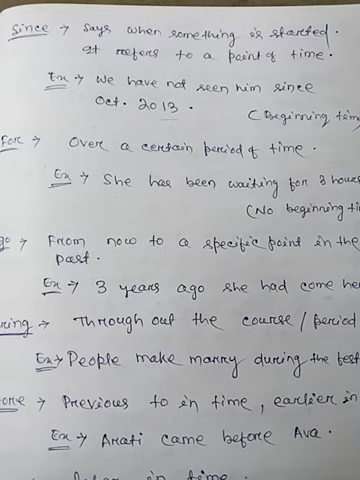 Since → Says when something is started.
It refers to a point of time.
Ex → We have not seen him since
Oct. 2013.
(Beginning time
For → Over a certain period of time.
Ex → She has been waiting for 3 hours
(No beginning ti
go → From now to a specific point in the
past.
Ex → 3 years ago she had come he
ring → Through out the course/period
Ex → People make marry during the fest
ore → Previous to in time, earlier in
Ex → Arati came before Ava.
in time.